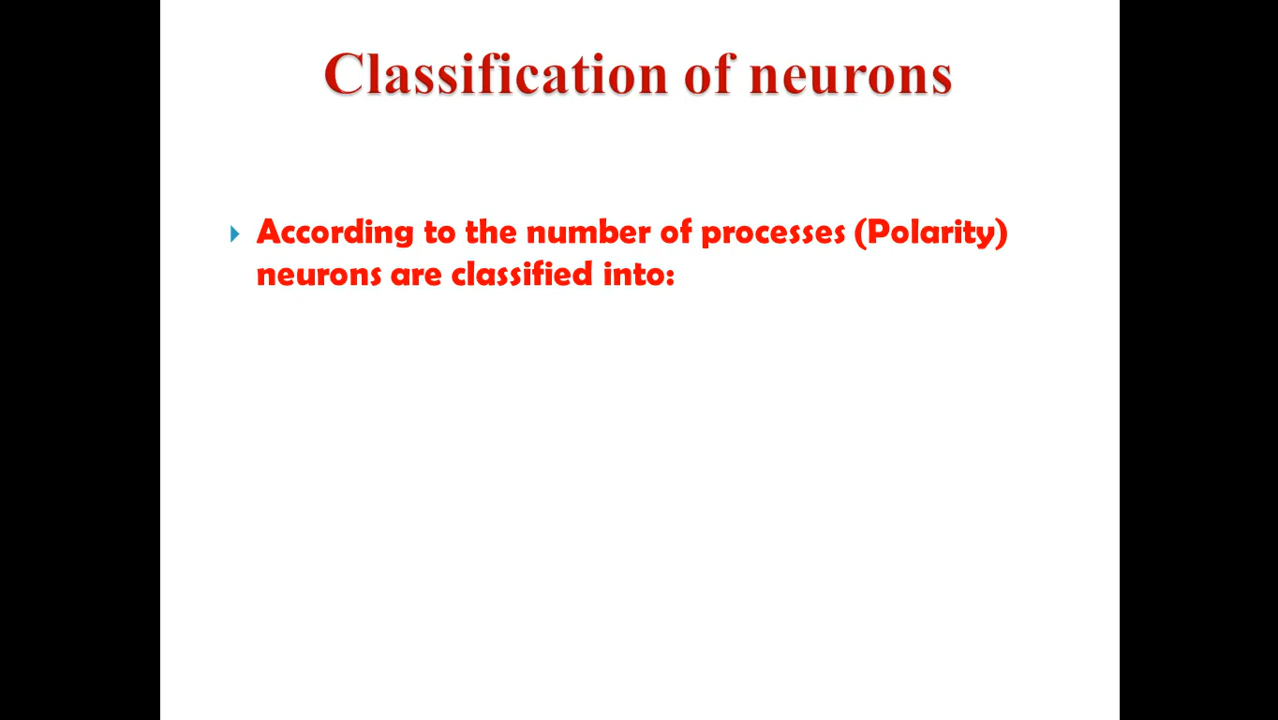 Classification of neurons
According to the number of processes (Polarity)
neurons are classified into: